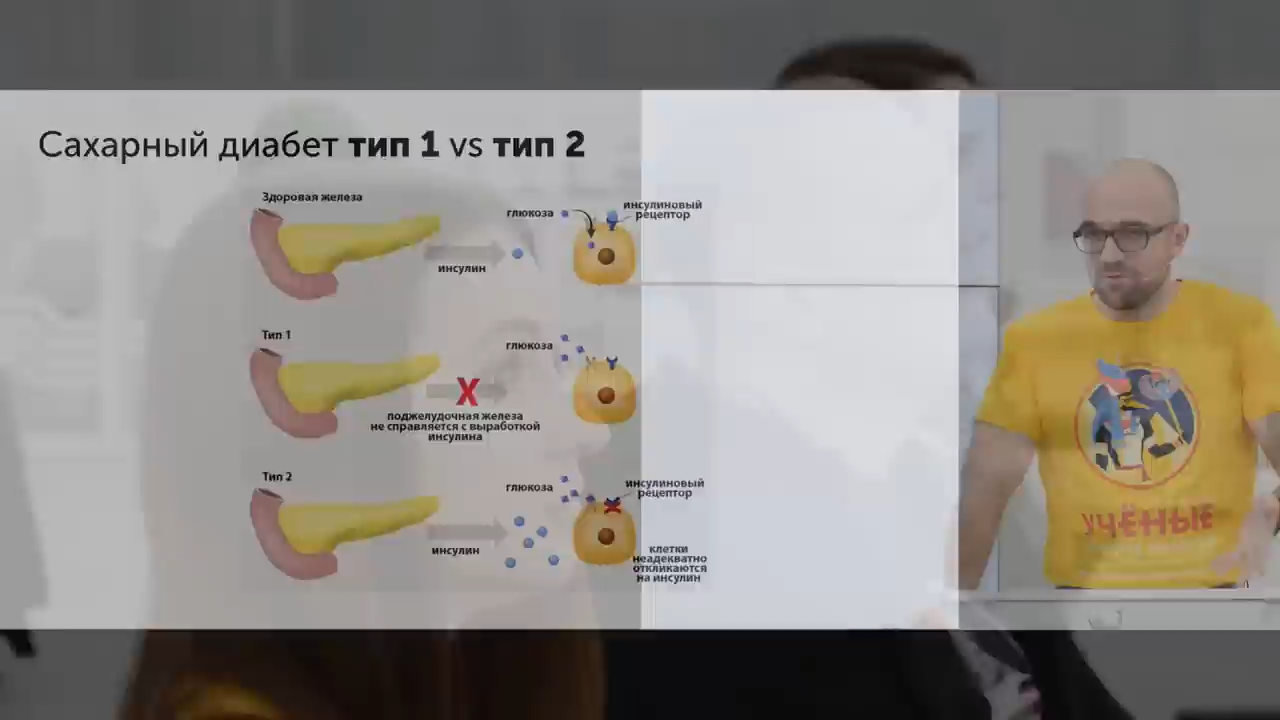 Сахарный диабет тип 1 vs тип 2
Здоровая железа
глюкоза
инсулиновый
рецептор
инсулин
Тип 1
глюкоза
X
поджелудочная железа
не справляется с выработкой
инсулина
Тип 2
глюкоза
инсулиновый
рецептор
инсулин
клетки
неадекватно
откликаются
на инсулин
УЧЁНЫЕ